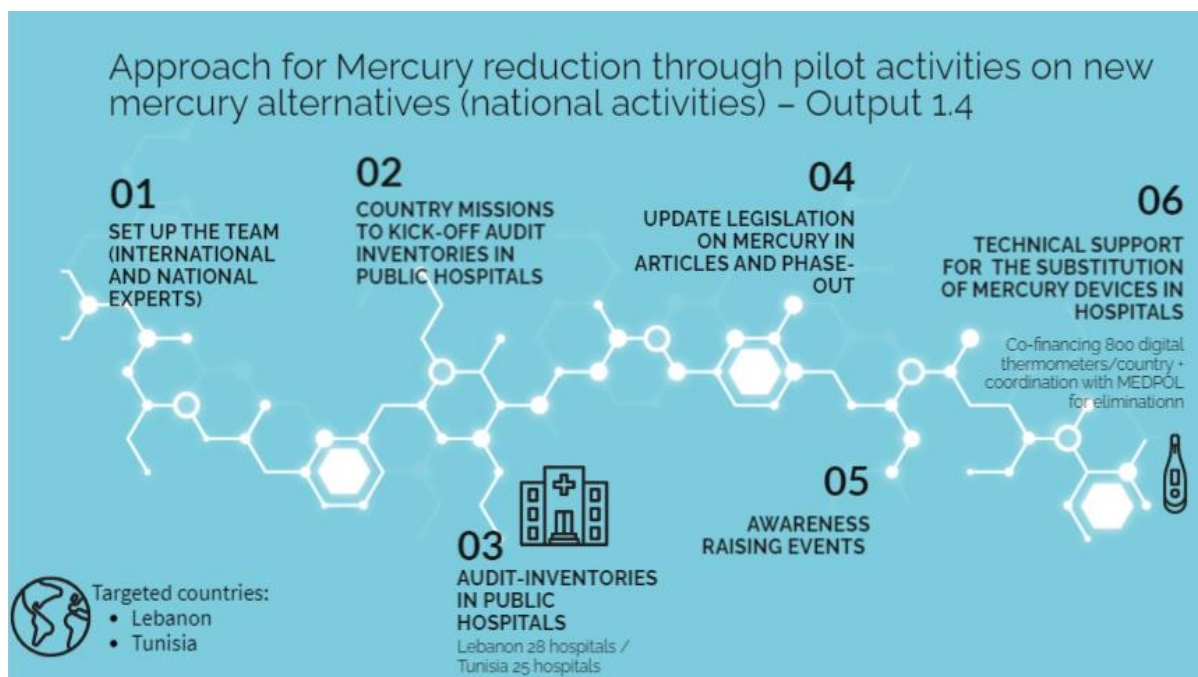 Approach for Mercury reduction through pilot activities on new
mercury alternatives (national activities) – Output 1.4
01
SET UP THE TEAM
(INTERNATIONAL
AND NATIONAL
EXPERTS)
02
COUNTRY MISSIONS
TO KICK-OFF AUDIT
INVENTORIES IN
PUBLIC HOSPITALS
03
AUDIT-INVENTORIES
IN PUBLIC
HOSPITALS
Lebanon 28 hospitals /
Tunisia 25 hospitals
04
UPDATE LEGISLATION
ON MERCURY IN
ARTICLES AND PHASE-
OUT
05
AWARENESS
RAISING EVENTS
06
TECHNICAL SUPPORT
FOR THE SUBSTITUTION
OF MERCURY DEVICES IN
HOSPITALS
Co-financing 800 digital
thermometers/country +
coordination with MEDPOL
for eliminationn
Targeted countries:
• Lebanon
• Tunisia